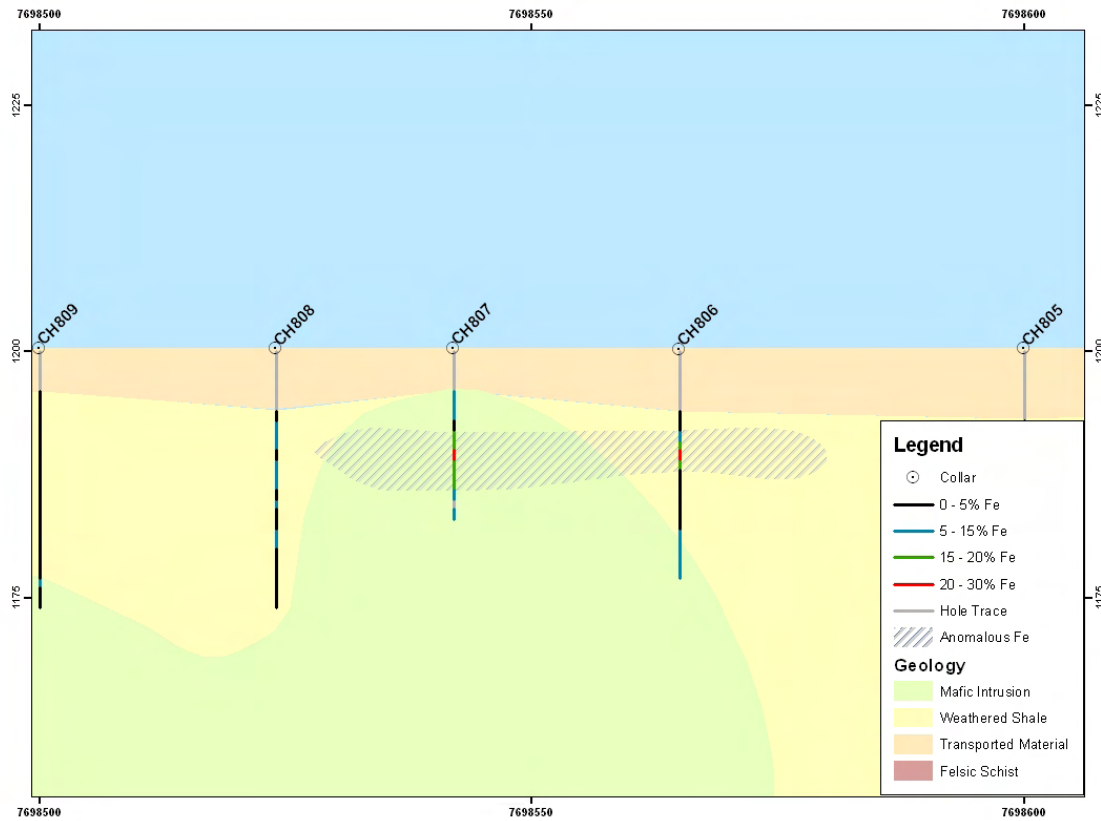 7698500 7698550 7698600
1225 1225
CH809 CH808 CH807 CH806 CH805
1200 1200
1175 1175
Legend
Collar
0 - 5% Fe
5 - 15% Fe
15 - 20% Fe
20 - 30% Fe
Hole Trace
Anomalous Fe
Geology
Mafic Intrusion
Weathered Shale
Transported Material
Felsic Schist
7698500 7698550 7698600